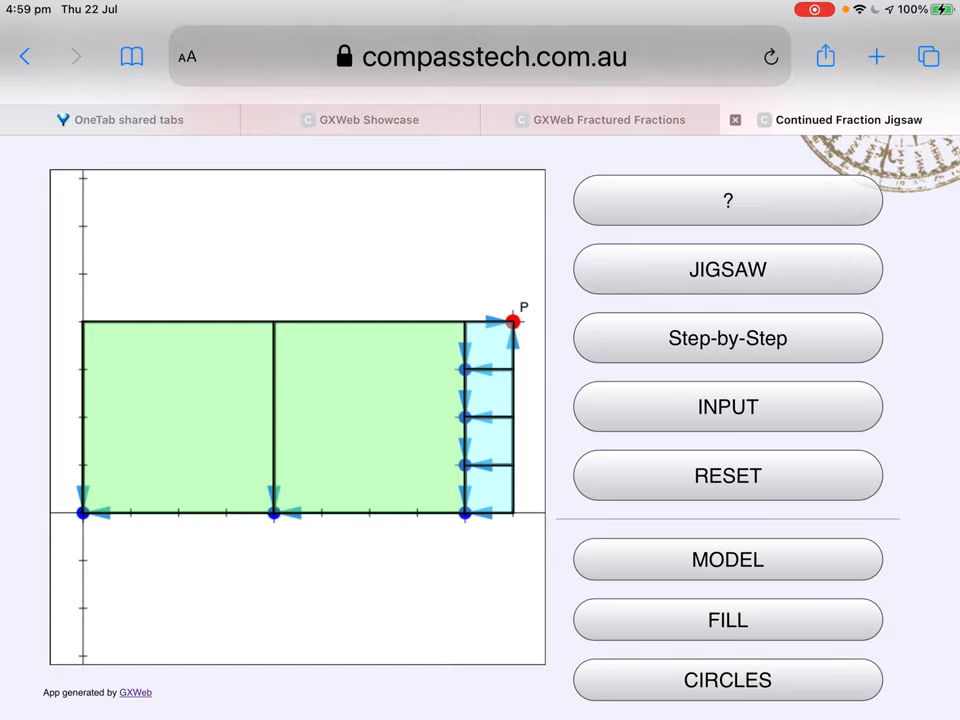 4:59 pm Thu 22 Jul
100%
AA
compasstech.com.au
OneTab shared tabs
C GXWeb Showcase
C GXWeb Fractured Fractions
C Continued Fraction Jigsaw
?
JIGSAW
P
Step-by-Step
INPUT
RESET
MODEL
FILL
CIRCLES
App generated by GXWeb